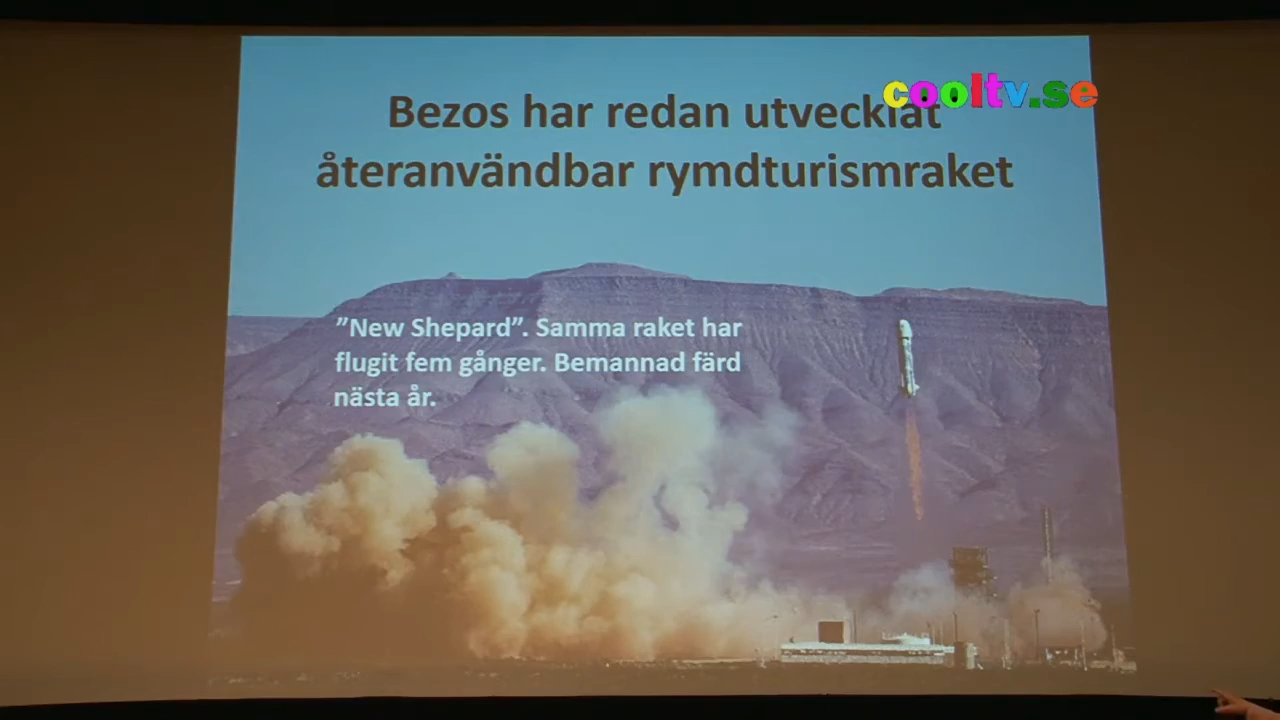 cooltv.se
Bezos har redan utvecklat
återanvändbar rymdturismraket
”New Shepard”. Samma raket har
flugit fem gånger. Bemannad färd
nästa år.